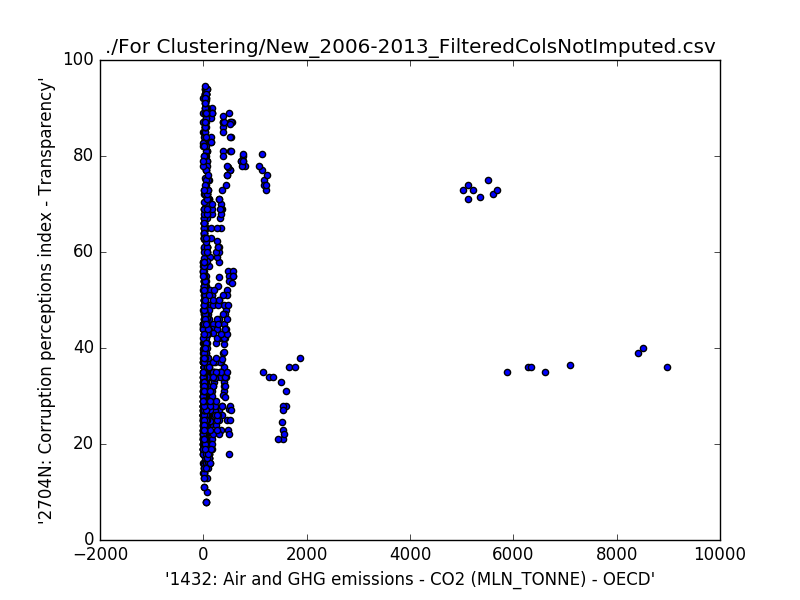 ./For Clustering/New_2006-2013_FilteredColsNotImputed.csv
100
80
60
40
20
0
'2704N: Corruption perceptions index - Transparency'
−2000 0 2000 4000 6000 8000 10000
'1432: Air and GHG emissions - CO2 (MLN_TONNE) - OECD'